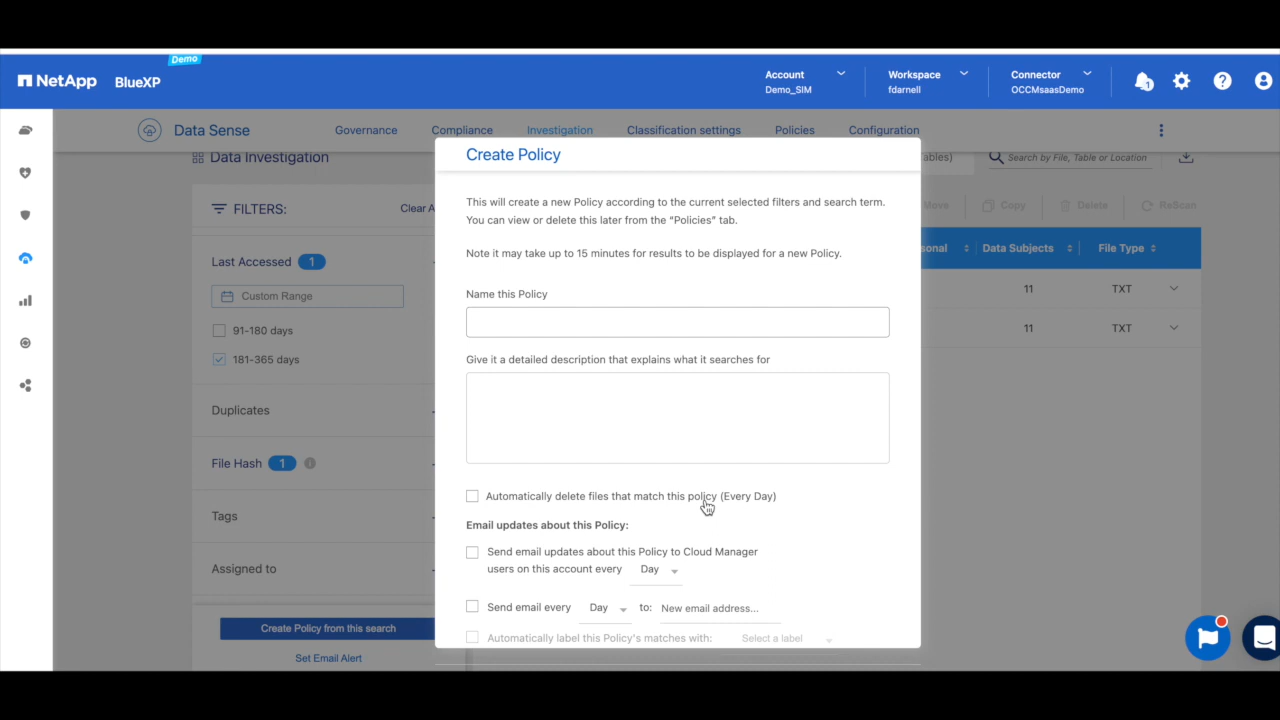 Demo
NetApp BlueXP
Account
Demo_SIM
Workspace
fdarnell
Connector
OCCMsaasDemo
1
Data Sense
Governance
Compliance
Investigation
Classification settings
Policies
Configuration
Data Investigation
ables)
Search by File, Table or Location
FILTERS:
Clear A
Move
Copy
Delete
ReScan
Last Accessed 1
Custom Range
91-180 days
181-365 days
Duplicates
File Hash 1
Tags
Assigned to
Create Policy from this search
Set Email Alert
sonal
Data Subjects
File Type
11
TXT
11
TXT
Create Policy
This will create a new Policy according to the current selected filters and search term.
You can view or delete this later from the “Policies” tab.
Note it may take up to 15 minutes for results to be displayed for a new Policy.
Name this Policy
Give it a detailed description that explains what it searches for
Automatically delete files that match this policy (Every Day)
Email updates about this Policy:
Send email updates about this Policy to Cloud Manager
users on this account every Day
Send email every Day to: New email address...
Automatically label this Policy's matches with: Select a label